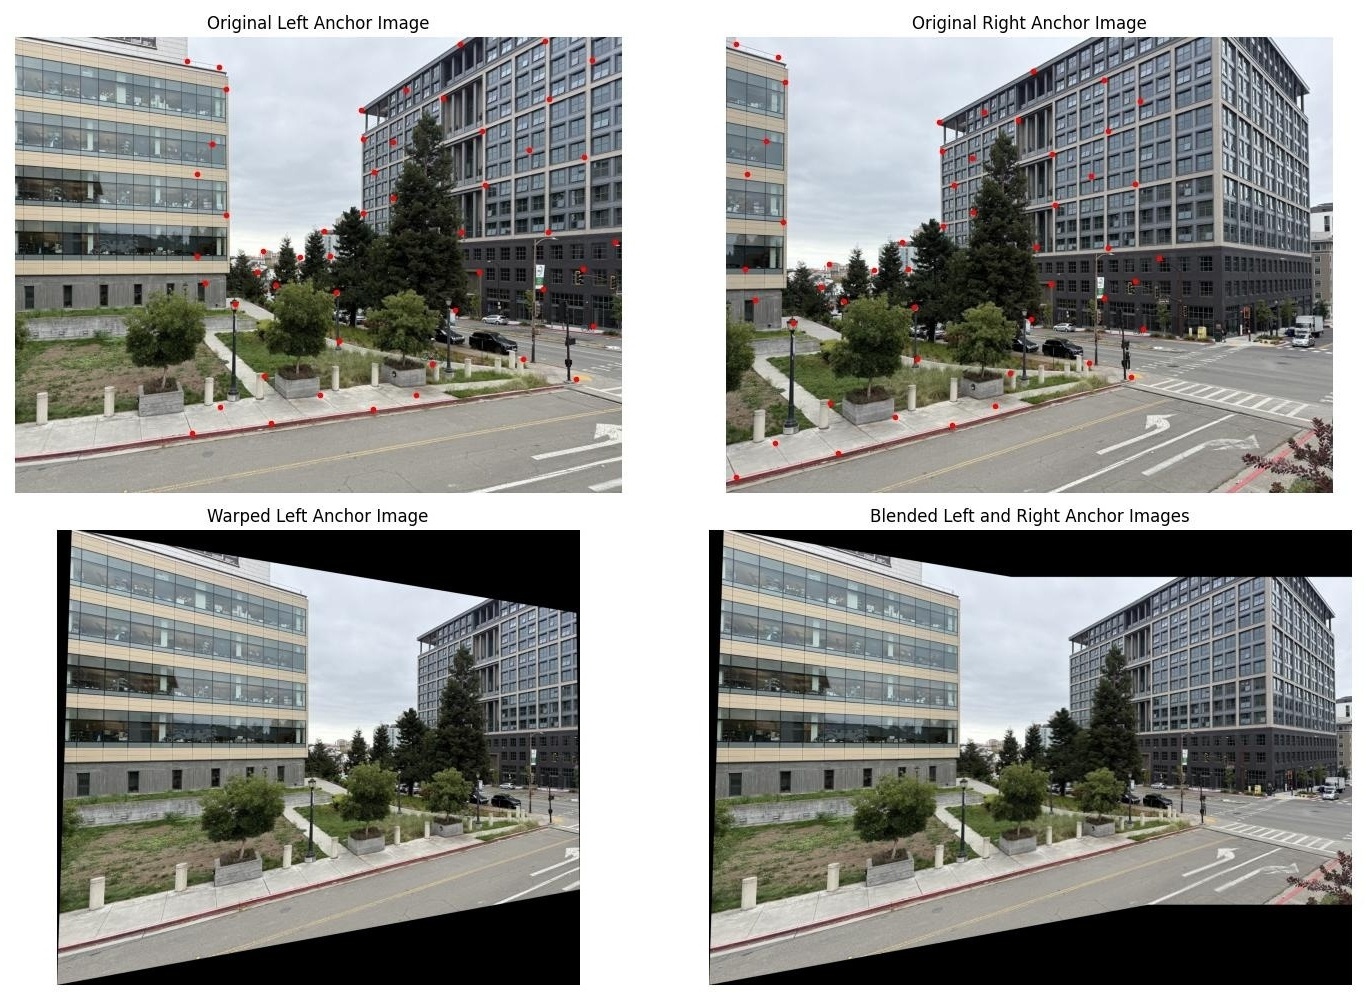 Original Left Anchor Image
Original Right Anchor Image
Warped Left Anchor Image
Blended Left and Right Anchor Images